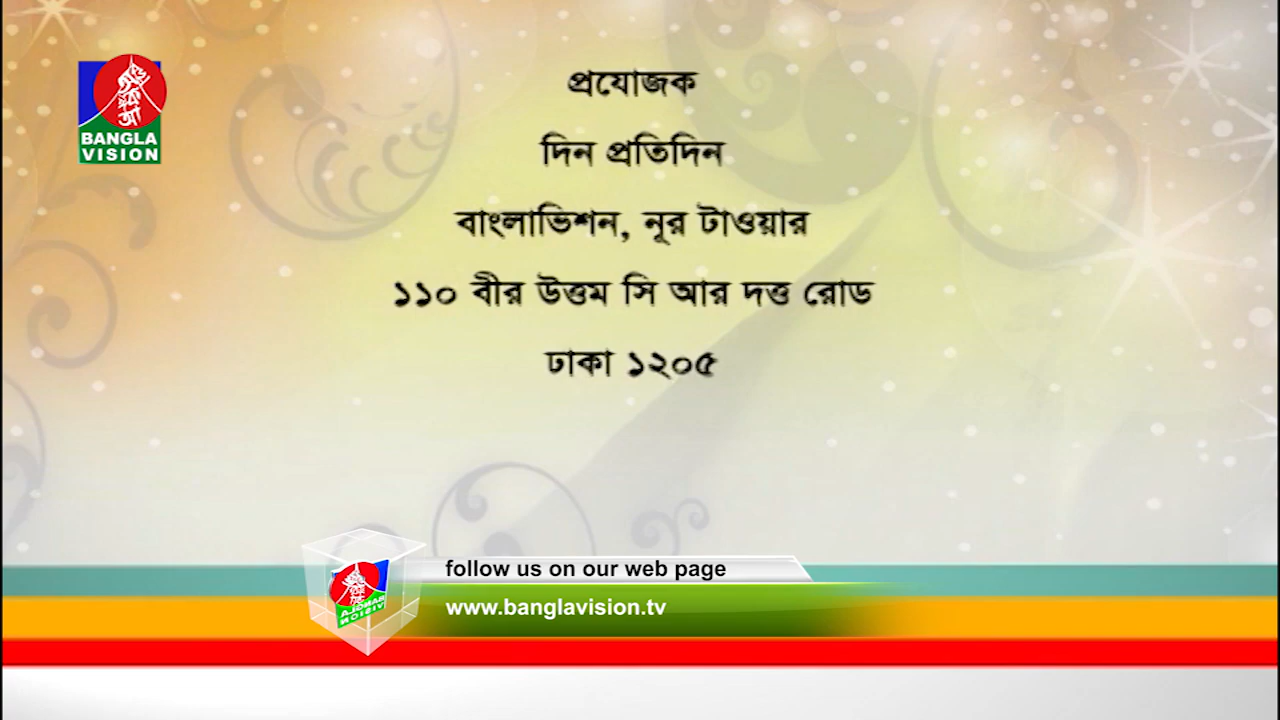 BANGLA
VISION
প্রযোজক
দিন প্রতিদিন
বাংলাভিশন, নূর টাওয়ার
১১০ বীর উত্তম সি আর দত্ত রোড
ঢাকা ১২০৫
follow us on our web page
www.banglavision.tv